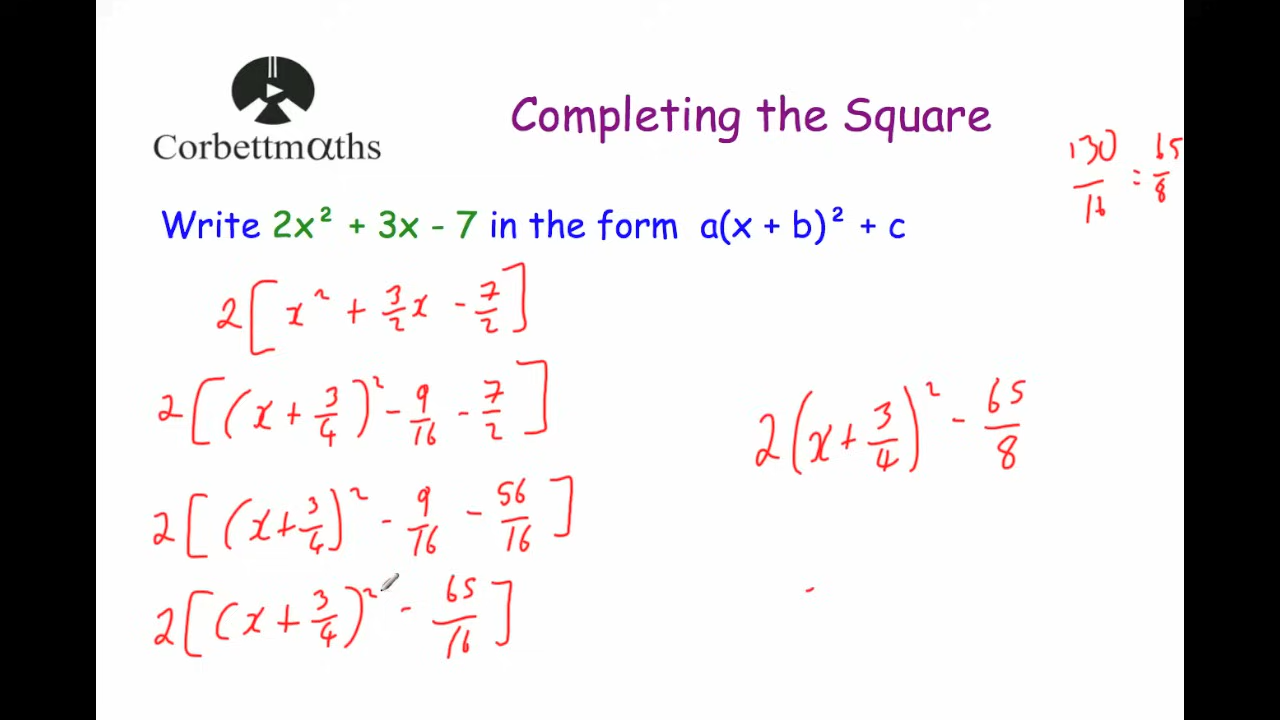 Corbettmαths
Completing the Square
130/16 = 65/8
Write 2x² + 3x - 7 in the form a(x + b)² + c
2[x² + 3/2x - 7/2]
2[(x + 3/4)² - 9/16 - 7/2]
2[(x + 3/4)² - 9/16 - 56/16]
2[(x + 3/4)² - 65/16]
2(x + 3/4)² - 65/8